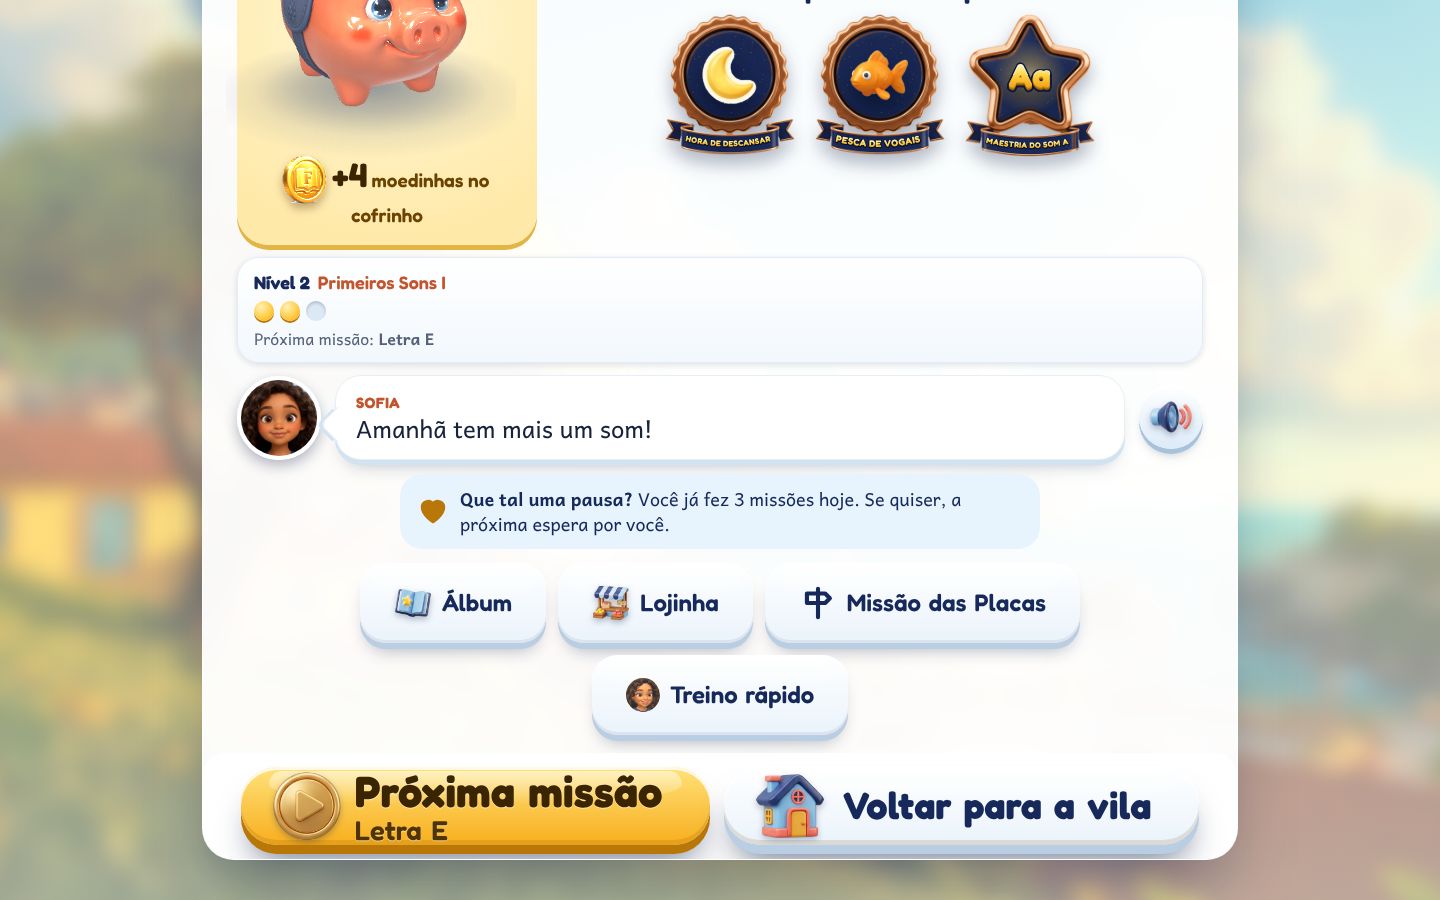 HORA DE DESCANSAR
PESCA DE VOGAIS
Aa
MAESTRIA DO SOM A
F
+4 moedinhas no
cofrinho
Nível 2 Primeiros Sons I
Próxima missão: Letra E
SOFIA
Amanhã tem mais um som!
Que tal uma pausa? Você já fez 3 missões hoje. Se quiser, a
próxima espera por você.
Álbum
Lojinha
Missão das Placas
Treino rápido
Próxima missão
Letra E
Voltar para a vila